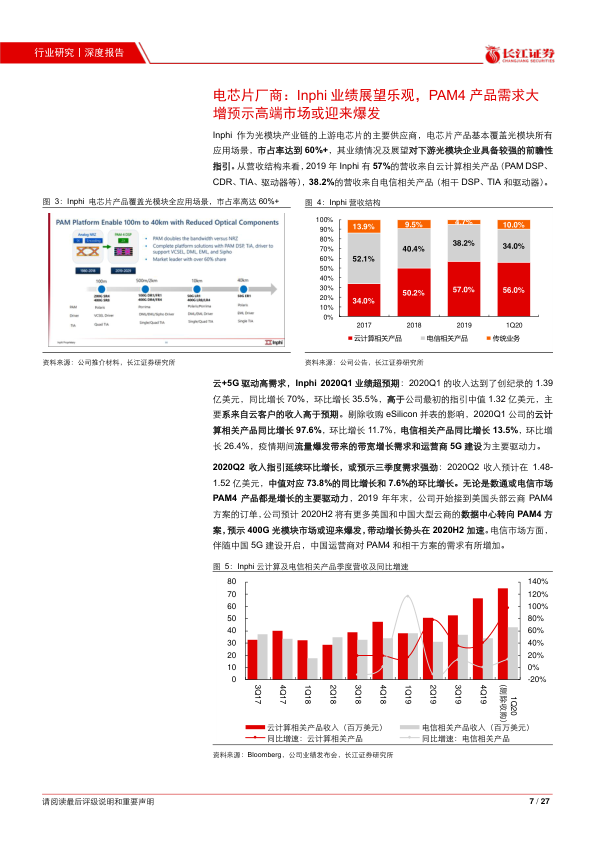 行业研究丨深度报告
长江证券
CHANGJIANG SECURITIES
电芯片厂商：Inphi 业绩展望乐观，PAM4 产品需求大
增预示高端市场或迎来爆发
Inphi 作为光模块产业链的上游电芯片的主要供应商，电芯片产品基本覆盖光模块所有
应用场景，市占率达到 60%+，其业绩情况及展望对下游光模块企业具备较强的前瞻性
指引。从营收结构来看，2019 年 Inphi 有 57%的营收来自云计算相关产品（PAM DSP、
CDR、TIA、驱动器等），38.2%的营收来自电信相关产品（相干 DSP、TIA 和驱动器）。
图 3：Inphi 电芯片产品覆盖光模块全应用场景，市占率高达 60%+
PAM Platform Enable 100m to 40km with Reduced Optical Components
Analog NRZ
PAM4 DSP
• PAM doubles the bandwidth versus NRZ
• Complete platform solutions with PAM DSP, TIA, driver to
support VCSEL, DML, EML, and SiPho
• Market leader with over 60% share
100m
500m/2km
10km
40km
PAM
Driver
TIA
Polaris
VCSEL Driver
Quad TIA
Inphi
资料来源：公司推介材料，长江证券研究所
图 4：Inphi 营收结构
100%
90%
80%
70%
60%
50%
40%
30%
20%
10%
0%
13.9%
9.5%
4.7%
10.0%
52.1%
40.4%
38.2%
34.0%
34.0%
50.2%
57.0%
56.0%
2017
2018
2019
1Q20
云计算相关产品
电信相关产品
传统业务
资料来源：公司公告，长江证券研究所
云+5G 驱动高需求，Inphi 2020Q1 业绩超预期：2020Q1 的收入达到了创纪录的 1.39
亿美元，同比增长 70%，环比增长 35.5%，高于公司最初的指引中值 1.32 亿美元，主
要系来自云客户的收入高于预期。剔除收购 eSilicon 并表的影响，2020Q1 公司的云计
算相关产品同比增长 97.6%，环比增长 11.7%，电信相关产品同比增长 13.5%，环比增
长 26.4%，疫情期间流量爆发带来的带宽增长需求和运营商 5G 建设为主要驱动力。
2020Q2 收入指引延续环比增长，或预示三季度需求强劲：2020Q2 收入预计在 1.48-
1.52 亿美元，中值对应 73.8%的同比增长和 7.6%的环比增长。无论是数通或电信市场
PAM4 产品都是增长的主要驱动力，2019 年年末，公司开始接到美国头部云商 PAM4
方案的订单，公司预计 2020H2 将有更多美国和中国大型云商的数据中心转向 PAM4 方
案，预示 400G 光模块市场或迎来爆发，带动增长势头在 2020H2 加速。电信市场方面，
伴随中国 5G 建设开启，中国运营商对 PAM4 和相干方案的需求有所增加。
图 5：Inphi 云计算及电信相关产品季度营收及同比增速
80
70
60
50
40
30
20
10
0
140%
120%
100%
80%
60%
40%
20%
0%
-20%
3Q17
4Q17
1Q18
2Q18
3Q18
4Q18
1Q19
2Q19
3Q19
4Q19
1Q20
（剔除收购）
云计算相关产品收入（百万美元）
电信相关产品收入（百万美元）
同比增速：云计算相关产品
同比增速：电信相关产品
资料来源：Bloomberg，公司业绩发布会，长江证券研究所
请阅读最后评级说明和重要声明
7 / 27